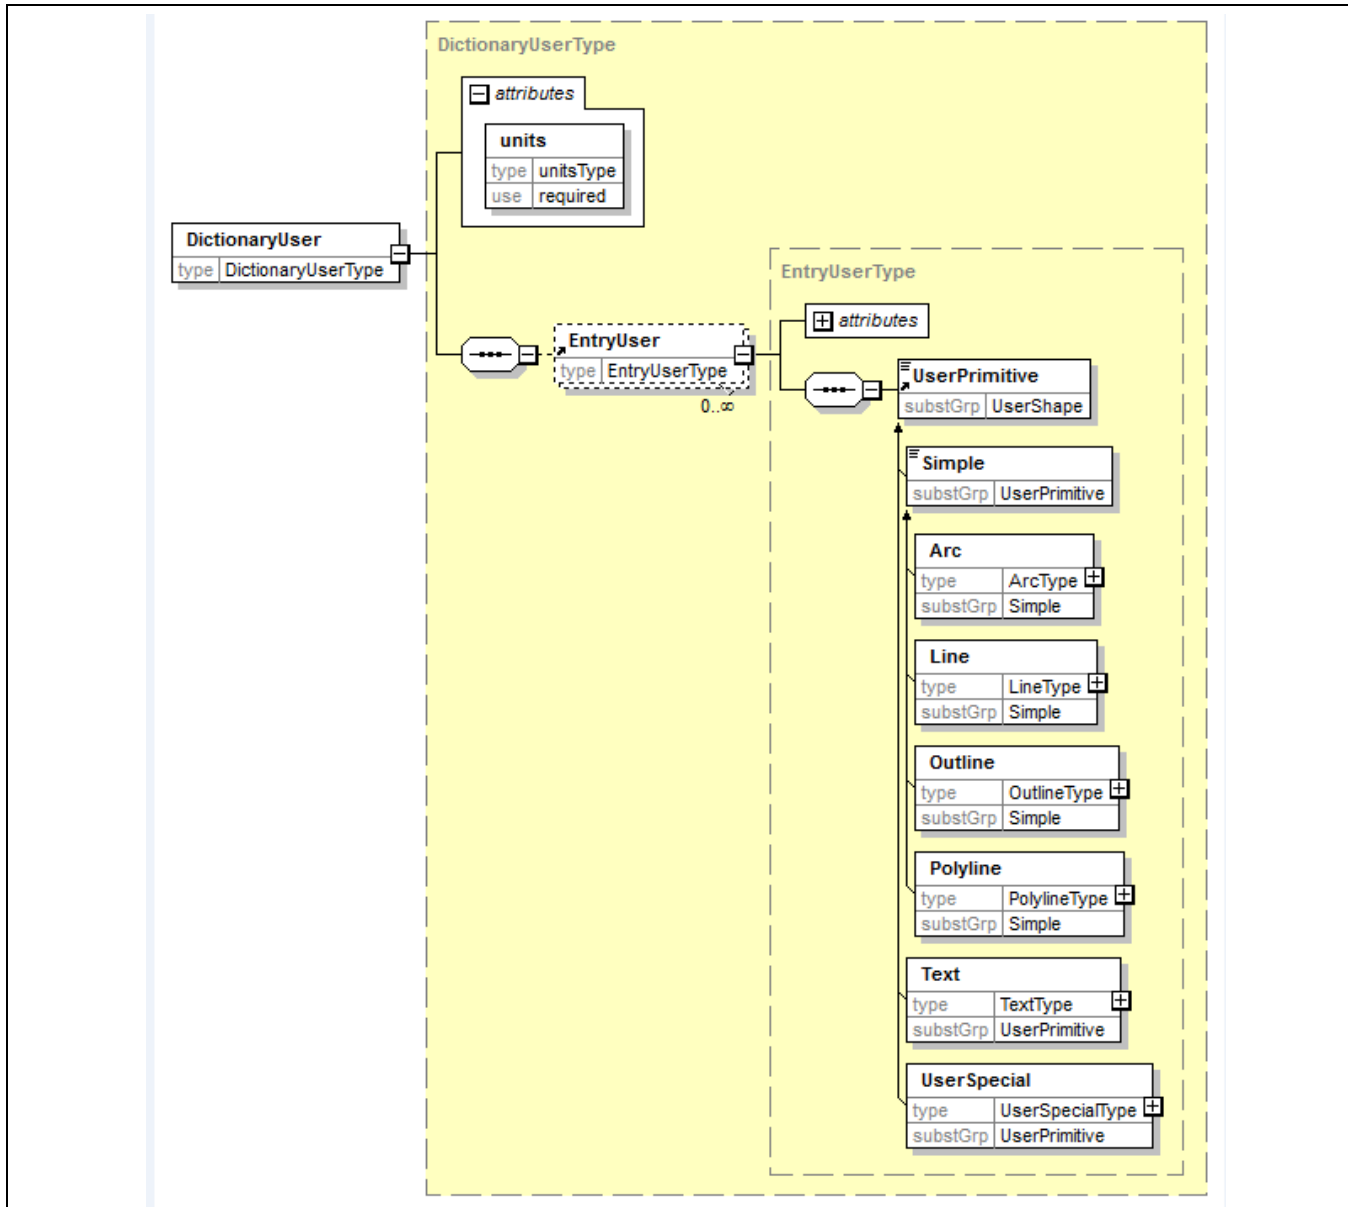 DictionaryUserType
attributes
units
type unitsType
use required
DictionaryUser
type DictionaryUserType
EntryUserType
attributes
EntryUser
type EntryUserType
0..∞
UserPrimitive
substGrp UserShape
Simple
substGrp UserPrimitive
Arc
type ArcType
substGrp Simple
Line
type LineType
substGrp Simple
Outline
type OutlineType
substGrp Simple
Polyline
type PolylineType
substGrp Simple
Text
type TextType
substGrp UserPrimitive
UserSpecial
type UserSpecialType
substGrp UserPrimitive